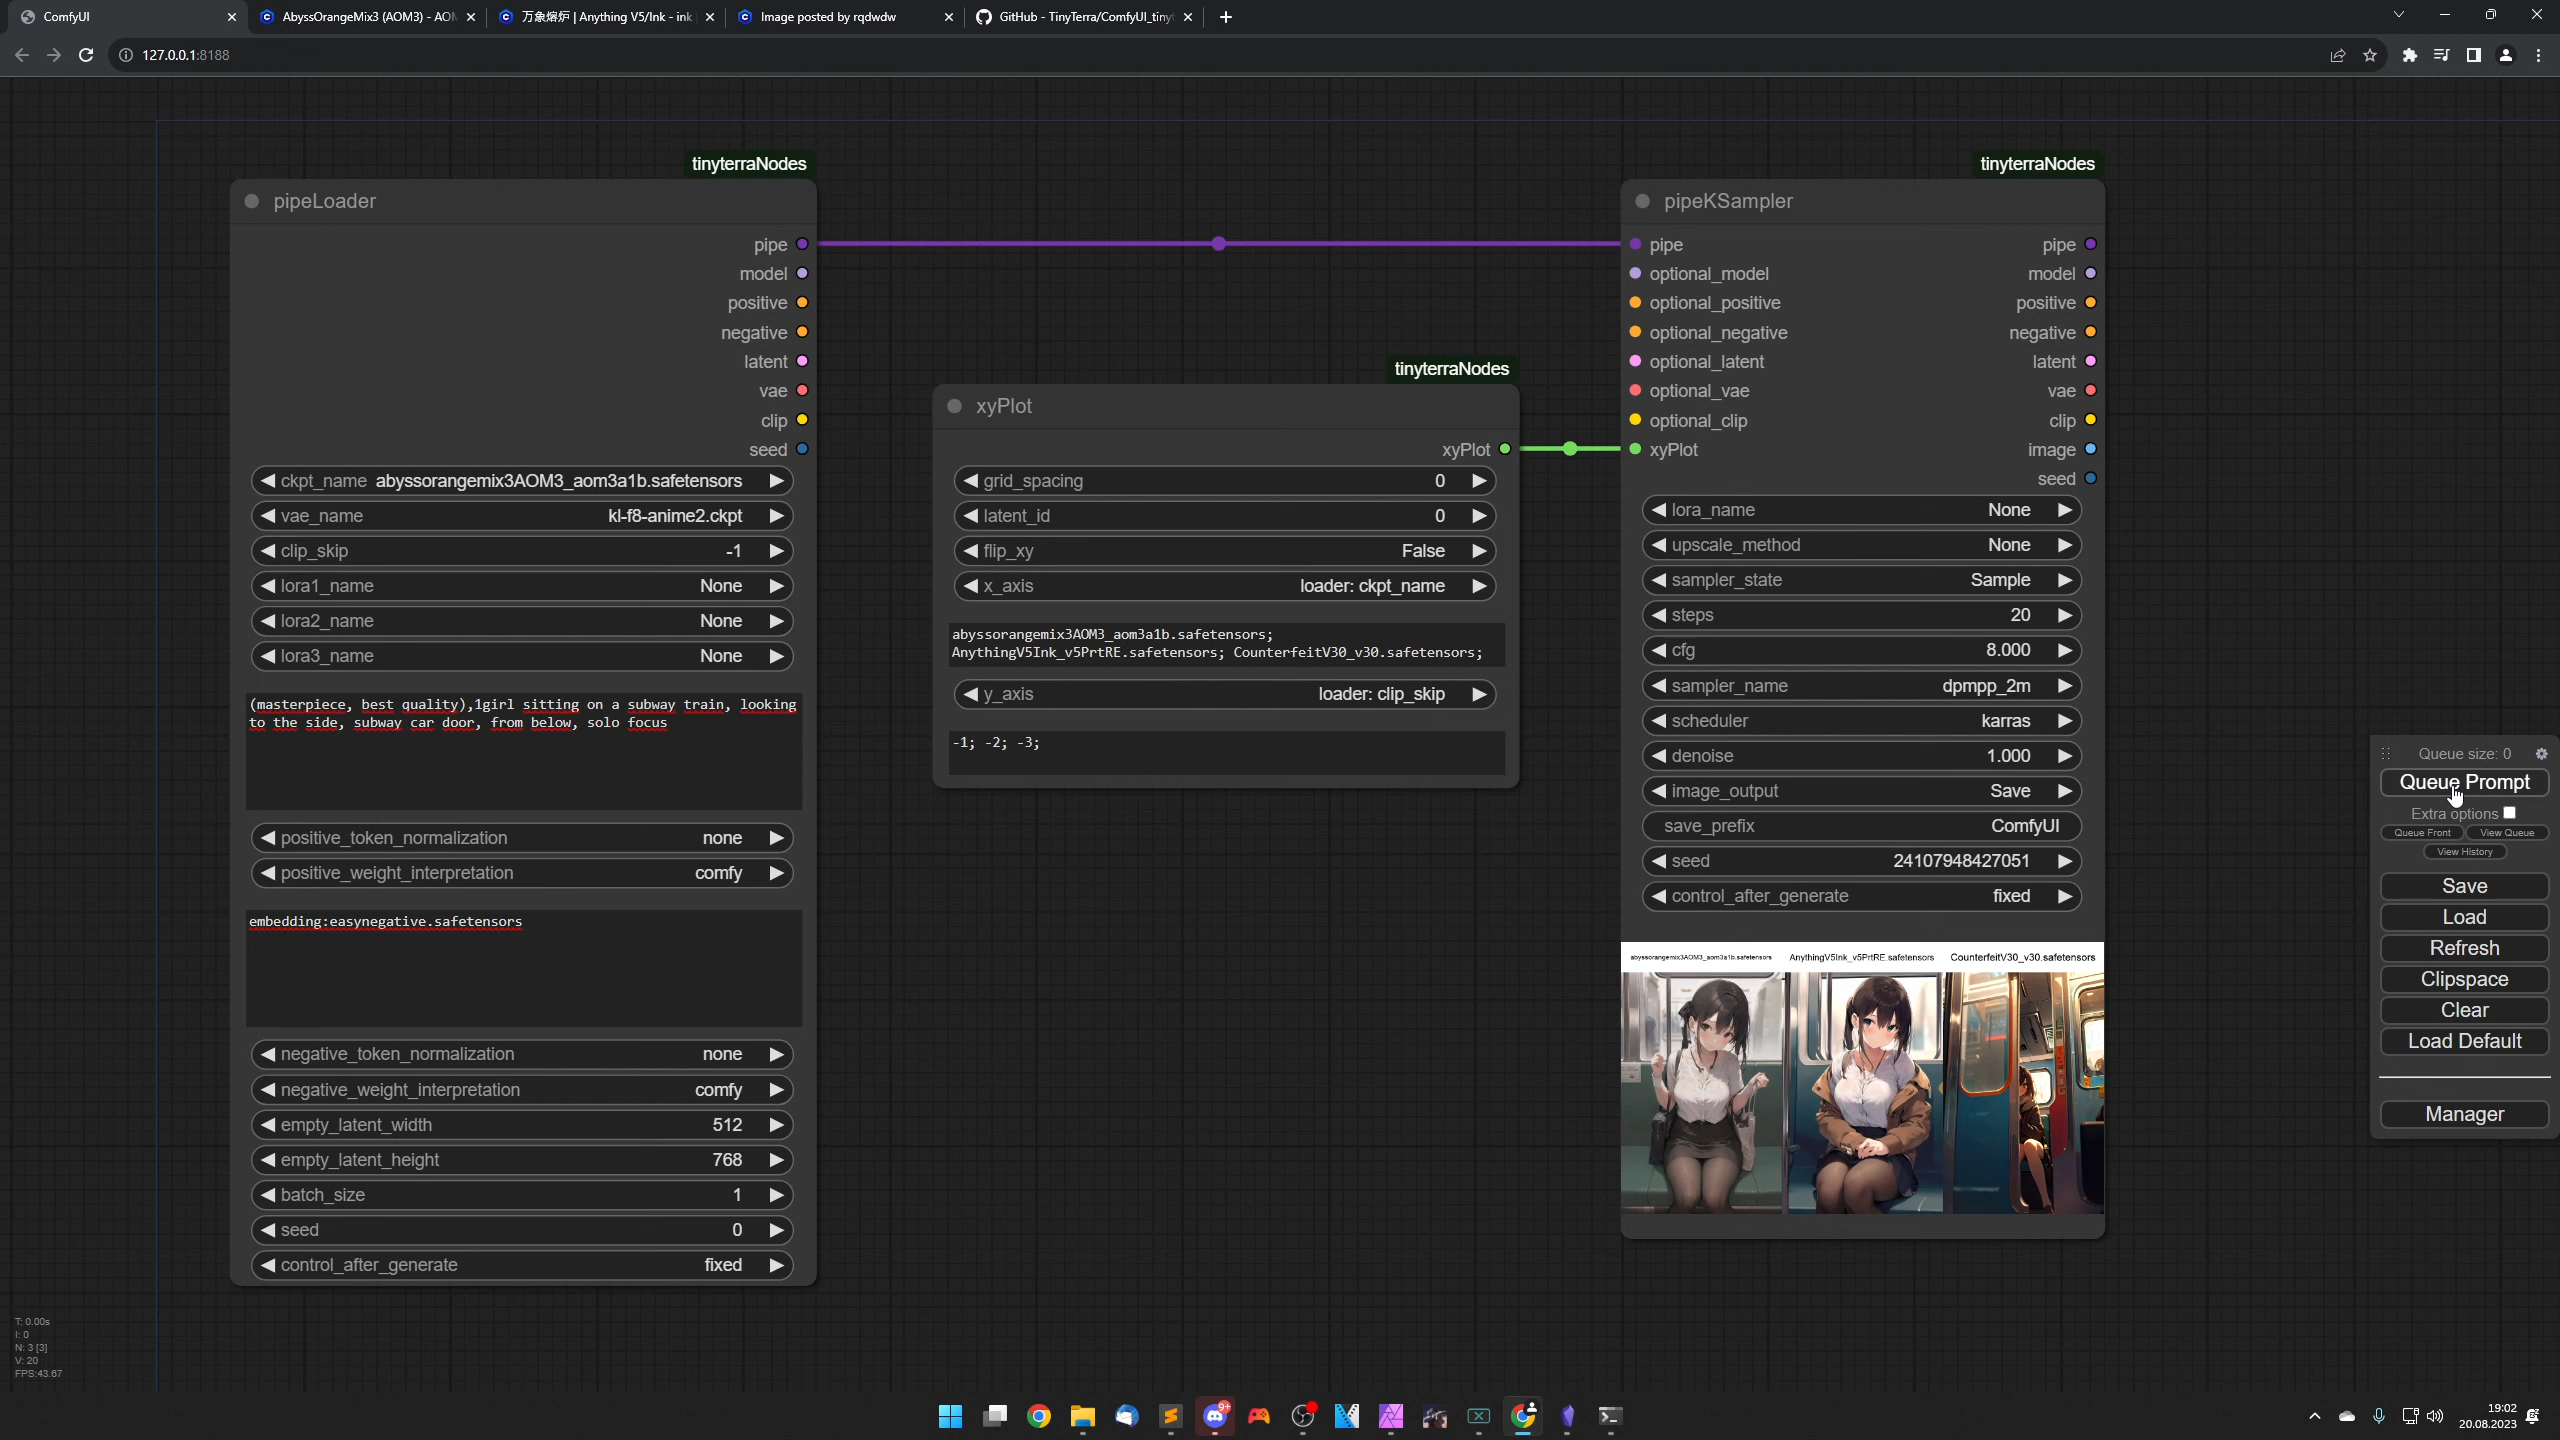 ComfyUI
AbyssOrangeMix3 (AOM3) - AOM
万象熔炉 | Anything V5/Ink - ink
Image posted by rqdwdw
GitHub - TinyTerra/ComfyUI_tinyt
127.0.0.1:8188
tinyterraNodes
pipeLoader
pipe
model
positive
negative
latent
vae
clip
seed
ckpt_name abyssorangemix3AOM3_aom3a1b.safetensors
vae_name kl-f8-anime2.ckpt
clip_skip -1
lora1_name None
lora2_name None
lora3_name None
(masterpiece, best quality),1girl sitting on a subway train, looking
to the side, subway car door, from below, solo focus
positive_token_normalization none
positive_weight_interpretation comfy
embedding:easynegative.safetensors
negative_token_normalization none
negative_weight_interpretation comfy
empty_latent_width 512
empty_latent_height 768
batch_size 1
seed 0
control_after_generate fixed
tinyterraNodes
xyPlot
xyPlot
grid_spacing 0
latent_id 0
flip_xy False
x_axis loader: ckpt_name
abyssorangemix3AOM3_aom3a1b.safetensors;
AnythingV5Ink_v5PrtRE.safetensors; CounterfeitV30_v30.safetensors;
y_axis loader: clip_skip
-1; -2; -3;
tinyterraNodes
pipeKSampler
pipe pipe
optional_model model
optional_positive positive
optional_negative negative
optional_latent latent
optional_vae vae
optional_clip clip
xyPlot image
seed
lora_name None
upscale_method None
sampler_state Sample
steps 20
cfg 8.000
sampler_name dpmpp_2m
scheduler karras
denoise 1.000
image_output Save
save_prefix ComfyUI
seed 24107948427051
control_after_generate fixed
abyssorangemix3AOM3_aom3a1b.safetensors AnythingV5Ink_v5PrtRE.safetensors CounterfeitV30_v30.safetensors
Queue size: 0
Queue Prompt
Extra options
Queue Front View Queue
View History
Save
Load
Refresh
Clipspace
Clear
Load Default
Manager
T: 0.00s
I: 0
N: 3 [3]
V: 20
FPS:43.67
9+
19:02
20.08.2023